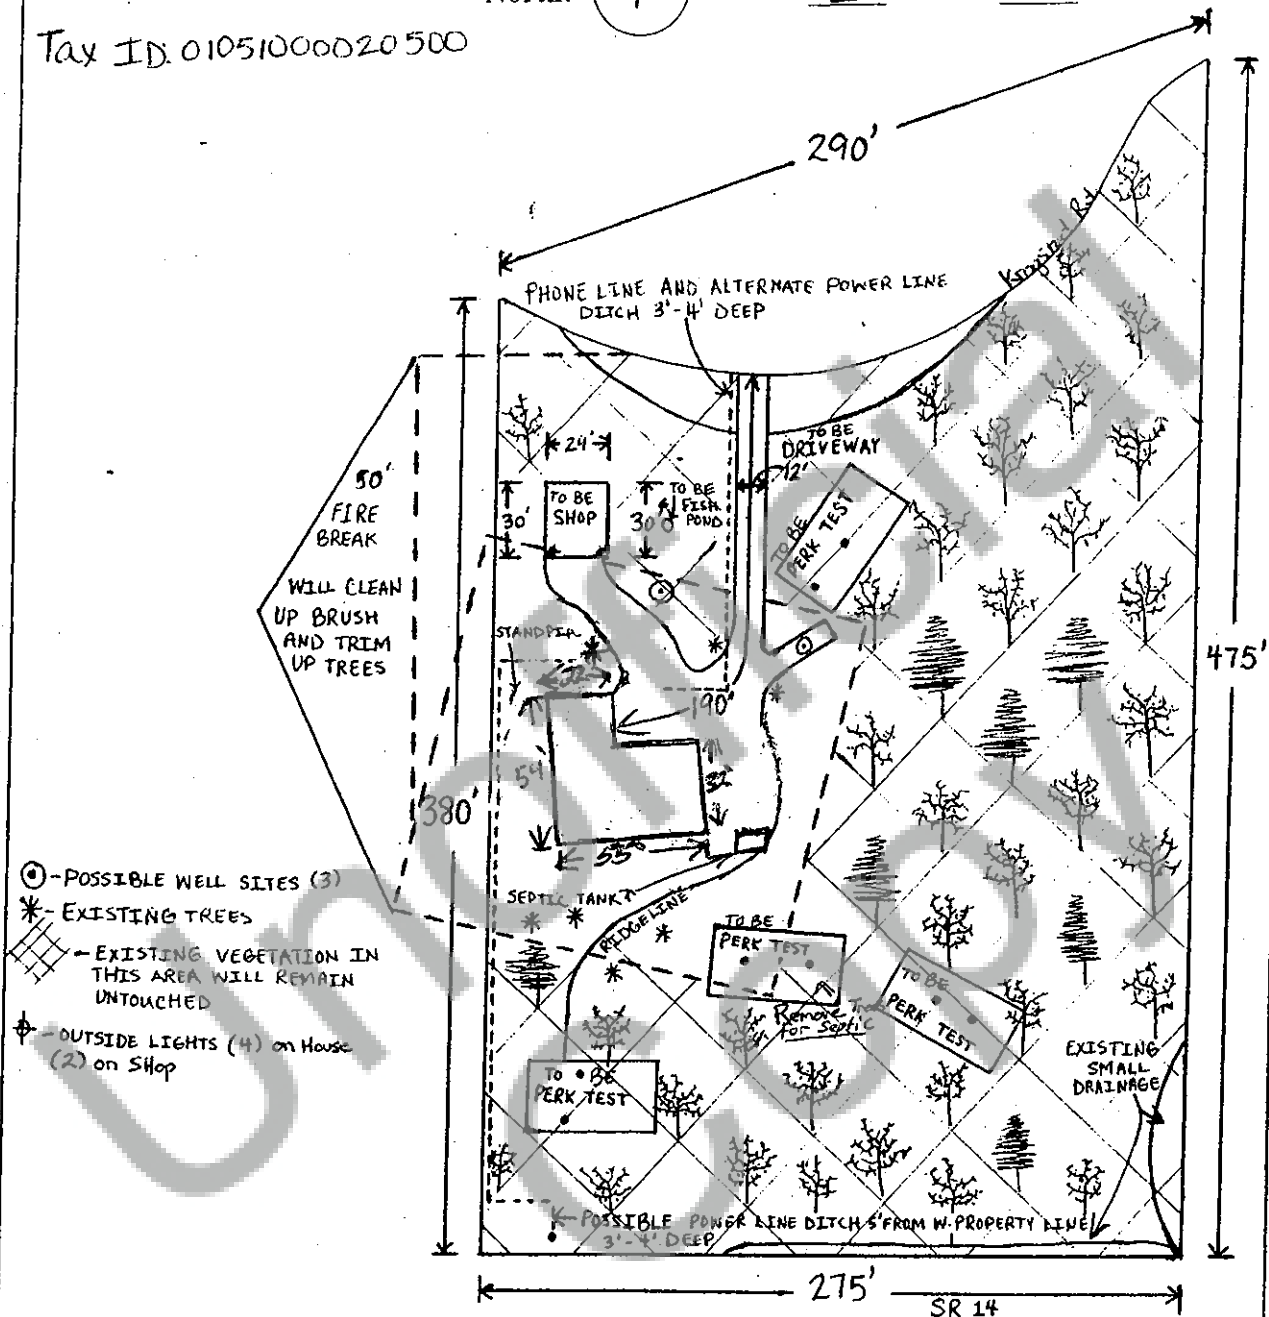 Tax ID: 01051000020500
290'
PHONE LINE AND ALTERNATE POWER LINE
DITCH 3'-4' DEEP
TO BE
DRIVEWAY
12'
24'
TO BE
SHOP
30'
30'
TO BE
FISH
POND
TO BE
PERK TEST
50'
FIRE
BREAK
WILL CLEAN
UP BRUSH
AND TRIM
UP TREES
475'
190'
54'
32'
380'
55'
SEPTIC TANK
RIDGELINE
-POSSIBLE WELL SITES (3)
- EXISTING TREES
- EXISTING VEGETATION IN
THIS AREA WILL REMAIN
UNTOUCHED
-OUTSIDE LIGHTS (4) on House
(2) on SHop
TO BE
PERK TEST
Remove
for Septic
TO BE
PERK TEST
TO BE
PERK TEST
EXISTING
SMALL
DRAINAGE
POSSIBLE POWER LINE DITCH 5' FROM W. PROPERTY LINE
3'-4' DEEP
275'
SR 14
Unofficial
Copy